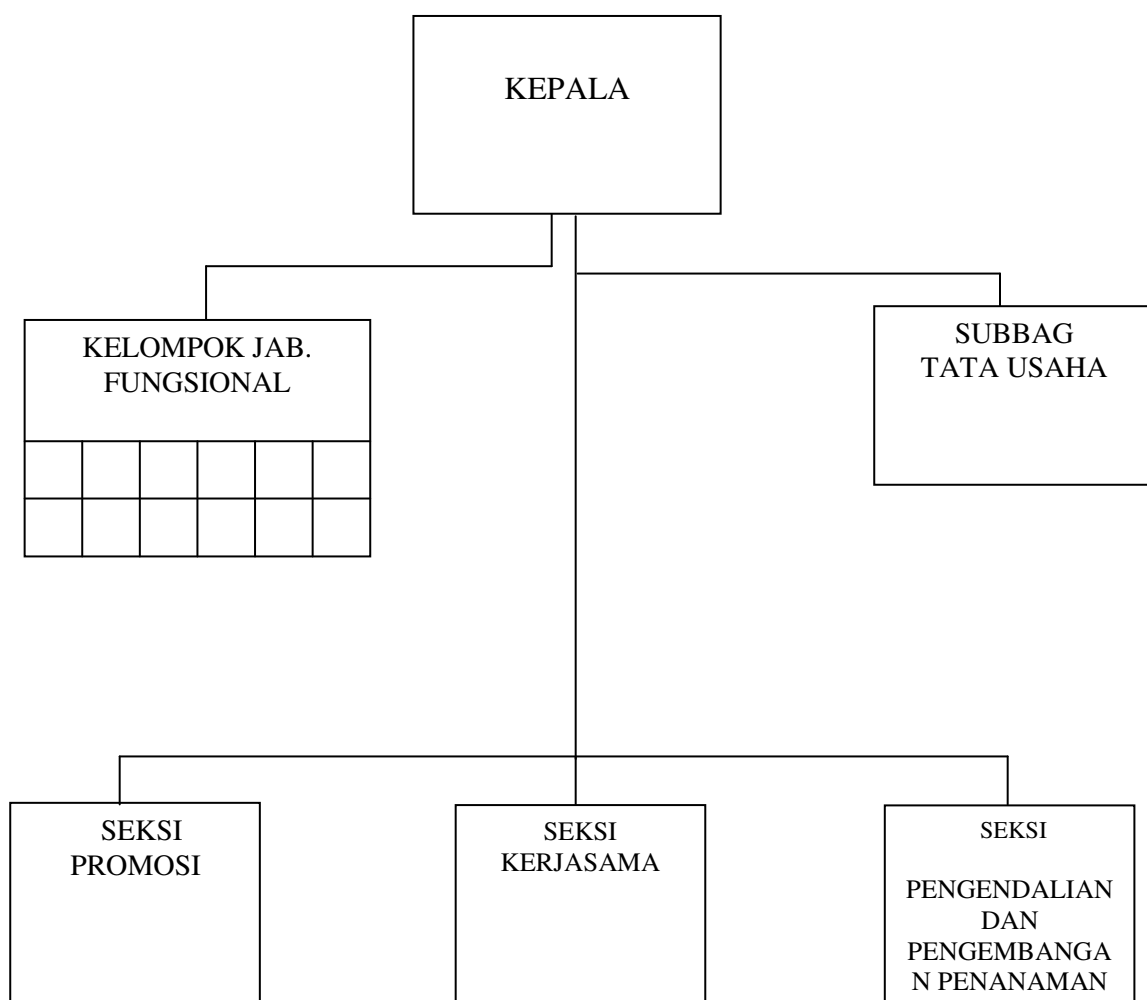 KEPALA
KELOMPOK JAB.
FUNGSIONAL
SUBBAG
TATA USAHA
SEKSI
PROMOSI
SEKSI
KERJASAMA
SEKSI
PENGENDALIAN
DAN
PENGEMBANGA
N PENANAMAN